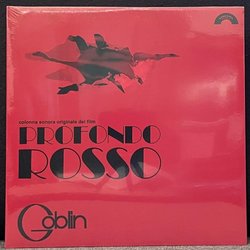 colonna sonora originale del film
PROFONDO
ROSSO
Goblin